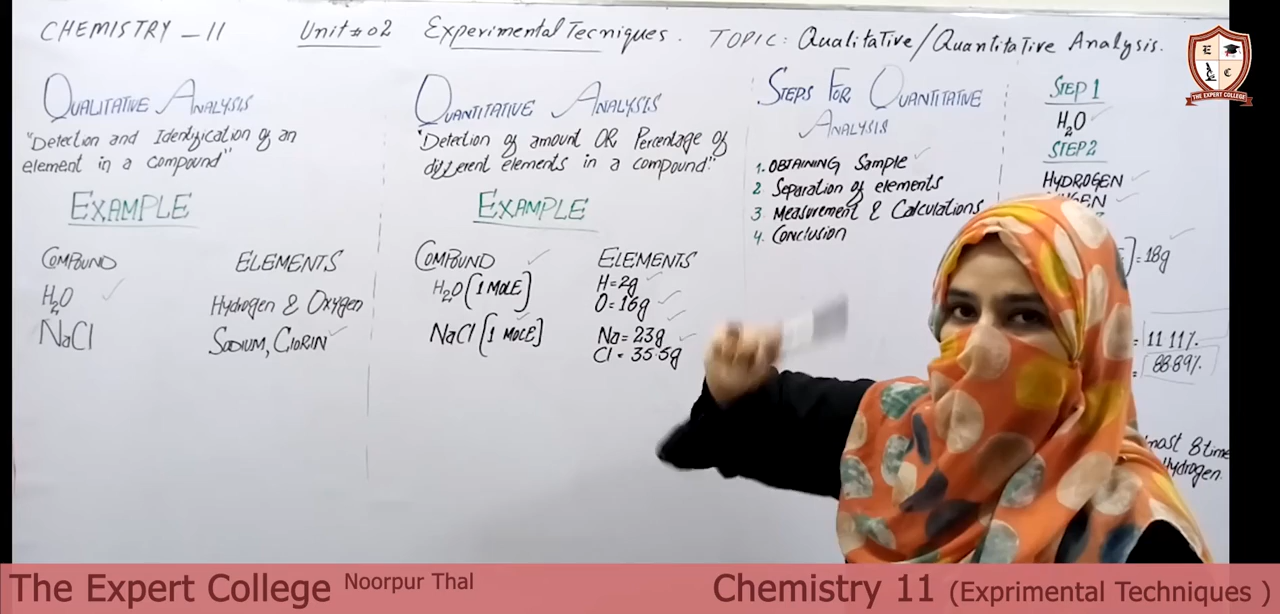 CHEMISTRY - 11 Unit # 02 Experimental Tecniques. TOPIC: Qualitative/Quantitative Analysis.
QUALITATIVE ANALYSIS
"Detection and Identification of an
element in a compound"
EXAMPLE
COMPOUND ELEMENTS
H2O Hydrogen & Oxygen
NaCl SODIUM, ClORIN
QUANTITATIVE ANALYSIS
"Detection of amount OR Percentage of
different elements in a compound."
EXAMPLE
COMPOUND ELEMENTS
H2O [1 MOLE] H = 2g
O = 16g
NaCl [1 MOLE] Na = 23g
Cl = 35.5g
STEPS FOR QUANTITATIVE
ANALYSIS
1. OBTAINING Sample
2 Separation of elements
3 Measurement & Calculations
4. Conclusion
STEP 1
H2O
STEP 2
HYDROGEN
GEN
] = 18g
= 11 11%
= 88.89%
most 8 time
Hydrogen.
E C
THE EXPERT COLLEGE
The Expert College Noorpur Thal
Chemistry 11 (Exprimental Techniques )